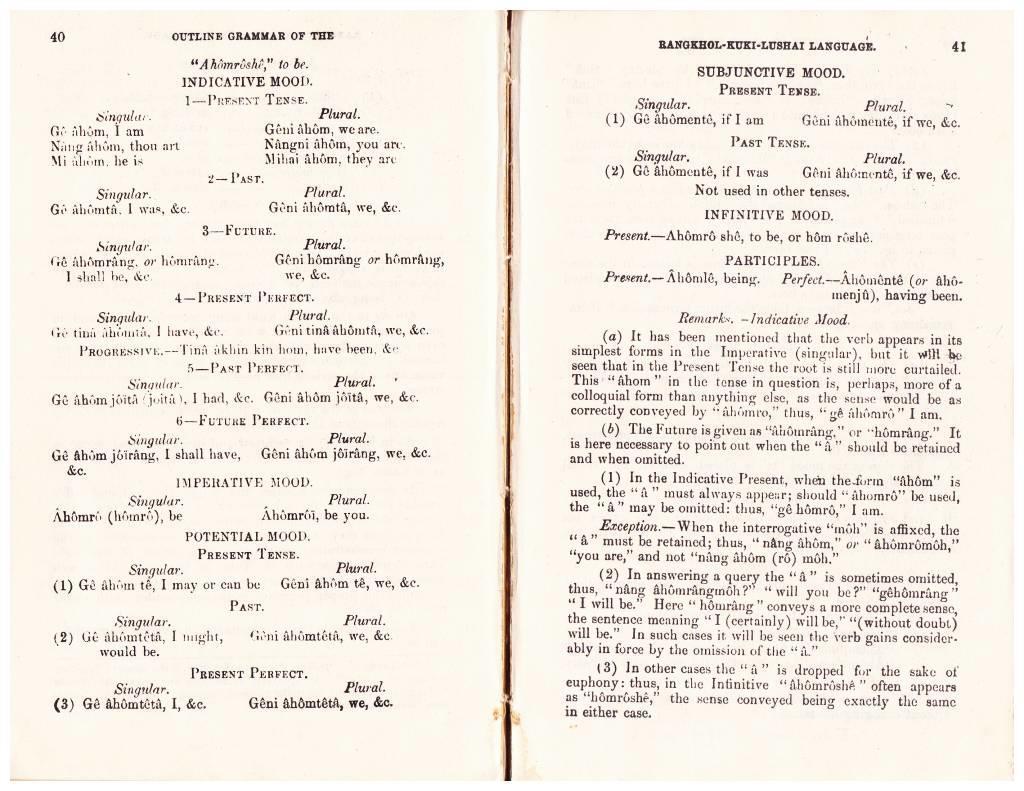 40 OUTLINE GRAMMAR OF THE
"Ahômrôshê," to be.
INDICATIVE MOOD.
1—PRESENT TENSE.
Singular. Plural.
Gê âhôm, I am Gêni âhôm, we are.
Nâng âhôm, thou art Nângni âhôm, you are.
Mi âhôm, he is Mihai âhôm, they are
2—PAST.
Singular. Plural.
Gê âhômtâ, I was, &c. Gêni âhômtâ, we, &c.
3—FUTURE.
Singular. Plural.
Gê âhômrâng, or hômrâng. Gêni hômrâng or hômrâng,
I shall be, &c. we, &c.
4—PRESENT PERFECT.
Singular. Plural.
Gê tinâ âhômtâ, I have, &c. Gêni tinâ âhômtâ, we, &c.
PROGRESSIVE.—Tinâ âkhin kin hom, have been, &c
5—PAST PERFECT.
Singular. Plural.
Gê âhôm jôïtâ (joitâ), I had, &c. Gêni âhôm jôïtâ, we, &c.
6—FUTURE PERFECT.
Singular. Plural.
Gê âhôm jôïrâng, I shall have, Gêni âhôm jôïrâng, we, &c.
&c.
IMPERATIVE MOOD.
Singular. Plural.
Âhômrô (hômrô), be Âhômrôï, be you.
POTENTIAL MOOD.
PRESENT TENSE.
Singular. Plural.
(1) Gê âhôm tê, I may or can be Gêni âhôm tê, we, &c.
PAST.
Singular. Plural.
(2) Gê âhômtêtâ, I might, Gêni âhômtêtâ, we, &c.
would be.
PRESENT PERFECT.
Singular. Plural.
(3) Gê âhômtêtâ, I, &c. Gêni âhômtêtâ, we, &c.
RANGKHOL-KUKI-LUSHAI LANGUAGE. 41
SUBJUNCTIVE MOOD.
PRESENT TENSE.
Singular. Plural.
(1) Gê âhômentê, if I am Gêni âhômentê, if we, &c.
PAST TENSE.
Singular. Plural.
(2) Gê âhômentê, if I was Gêni âhômentê, if we, &c.
Not used in other tenses.
INFINITIVE MOOD.
Present.—Ahômrô shê, to be, or hôm rôshê.
PARTICIPLES.
Present.—Âhômlê, being. Perfect.—Âhômêntê (or âhô-
menjû), having been.
Remarks.—Indicative Mood.
(a) It has been mentioned that the verb appears in its
simplest forms in the Imperative (singular), but it will be
seen that in the Present Tense the root is still more curtailed.
This "âhom" in the tense in question is, perhaps, more of a
colloquial form than anything else, as the sense would be as
correctly conveyed by "âhômro," thus, "gê âhômrô" I am.
(b) The Future is given as "âhômrâng," or "hômrâng." It
is here necessary to point out when the "â" should be retained
and when omitted.
(1) In the Indicative Present, when the form "âhôm" is
used, the "â" must always appear; should "âhomrô" be used,
the "â" may be omitted: thus, "gê hômrô," I am.
Exception.—When the interrogative "môh" is affixed, the
"â" must be retained; thus, "nâng âhôm," or "âhômrômôh,"
"you are," and not "nâng âhôm (rô) môh."
(2) In answering a query the "â" is sometimes omitted,
thus, "nâng âhômrângmôh?" "will you be?" "gêhômrâng"
"I will be." Here "hômrâng" conveys a more complete sense,
the sentence meaning "I (certainly) will be," "(without doubt)
will be." In such cases it will be seen the verb gains consider-
ably in force by the omission of the "â."
(3) In other cases the "â" is dropped for the sake of
euphony: thus, in the Infinitive "âhômrôshê" often appears
as "hômrôshê," the sense conveyed being exactly the same
in either case.